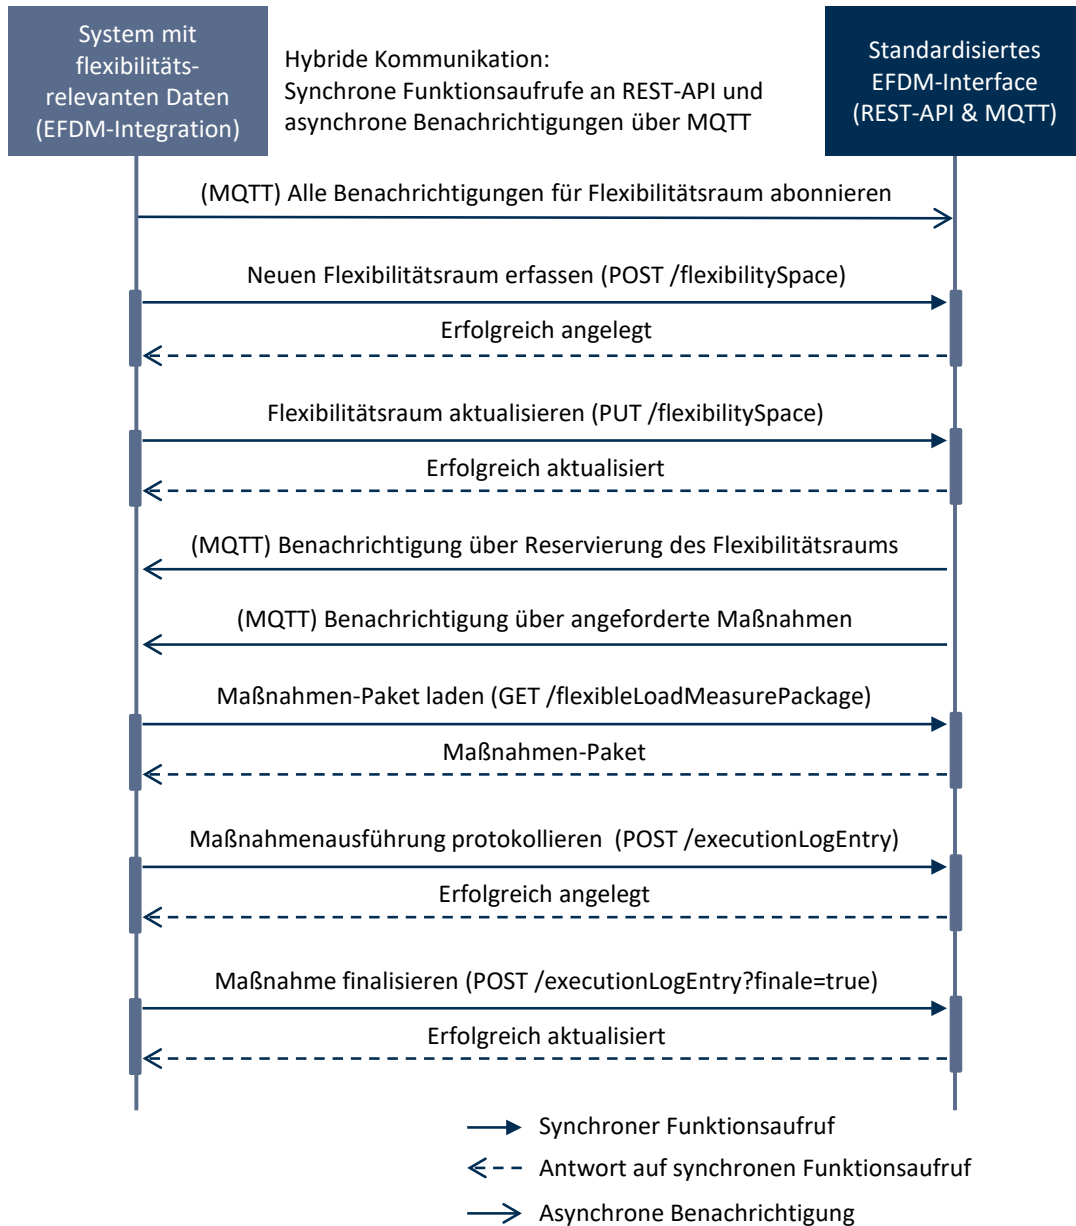 System mit
flexibilitäts-
relevanten Daten
(EFDM-Integration)
Hybride Kommunikation:
Synchrone Funktionsaufrufe an REST-API und
asynchrone Benachrichtigungen über MQTT
Standardisiertes
EFDM-Interface
(REST-API & MQTT)
(MQTT) Alle Benachrichtigungen für Flexibilitätsraum abonnieren
Neuen Flexibilitätsraum erfassen (POST /flexibilitySpace)
Erfolgreich angelegt
Flexibilitätsraum aktualisieren (PUT /flexibilitySpace)
Erfolgreich aktualisiert
(MQTT) Benachrichtigung über Reservierung des Flexibilitätsraums
(MQTT) Benachrichtigung über angeforderte Maßnahmen
Maßnahmen-Paket laden (GET /flexibleLoadMeasurePackage)
Maßnahmen-Paket
Maßnahmenausführung protokollieren (POST /executionLogEntry)
Erfolgreich angelegt
Maßnahme finalisieren (POST /executionLogEntry?finale=true)
Erfolgreich aktualisiert
Synchroner Funktionsaufruf
Antwort auf synchronen Funktionsaufruf
Asynchrone Benachrichtigung